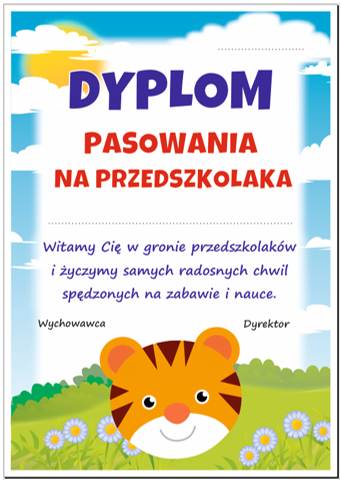 DYPLOM
PASOWANIA
NA PRZEDSZKOLAKA
Witamy Cię w gronie przedszkolaków
i życzymy samych radosnych chwil
spędzonych na zabawie i nauce.
Wychowawca Dyrektor